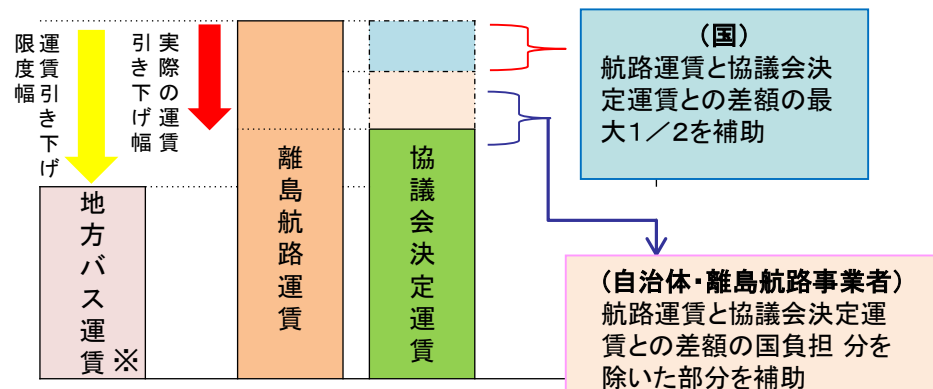 運賃引き下げ
限度幅
実際の運賃
引き下げ幅
地方バス運賃※
離島航路運賃
協議会決定運賃
(国)
航路運賃と協議会決
定運賃との差額の最
大1/2を補助
(自治体・離島航路事業者)
航路運賃と協議会決定運
賃との差額の国負担 分を
除いた部分を補助